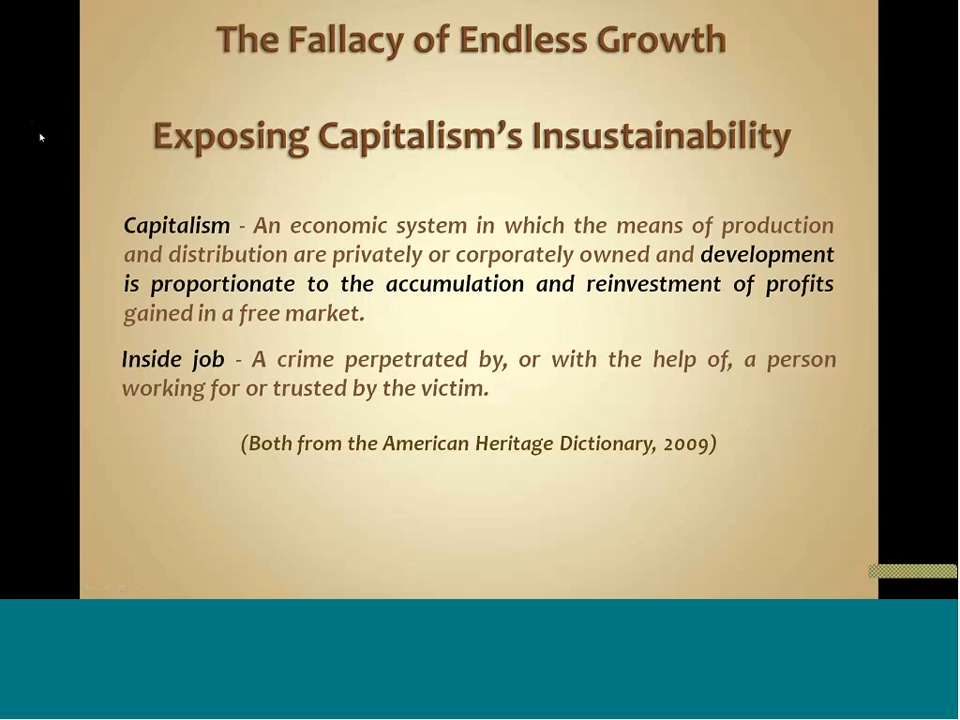 The Fallacy of Endless Growth
Exposing Capitalism's Insustainability
Capitalism - An economic system in which the means of production
and distribution are privately or corporately owned and development
is proportionate to the accumulation and reinvestment of profits
gained in a free market.
Inside job - A crime perpetrated by, or with the help of, a person
working for or trusted by the victim.
(Both from the American Heritage Dictionary, 2009)